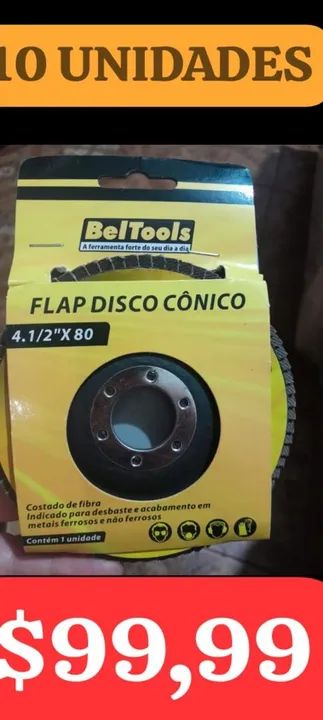 10 UNIDADES
BelTools
A ferramenta forte do seu dia a dia
FLAP DISCO CÔNICO
4.1/2"X 80
Costado de fibra
Indicado para desbaste e acabamento em
metais ferrosos e não ferrosos
Contém 1 unidade
$99,99